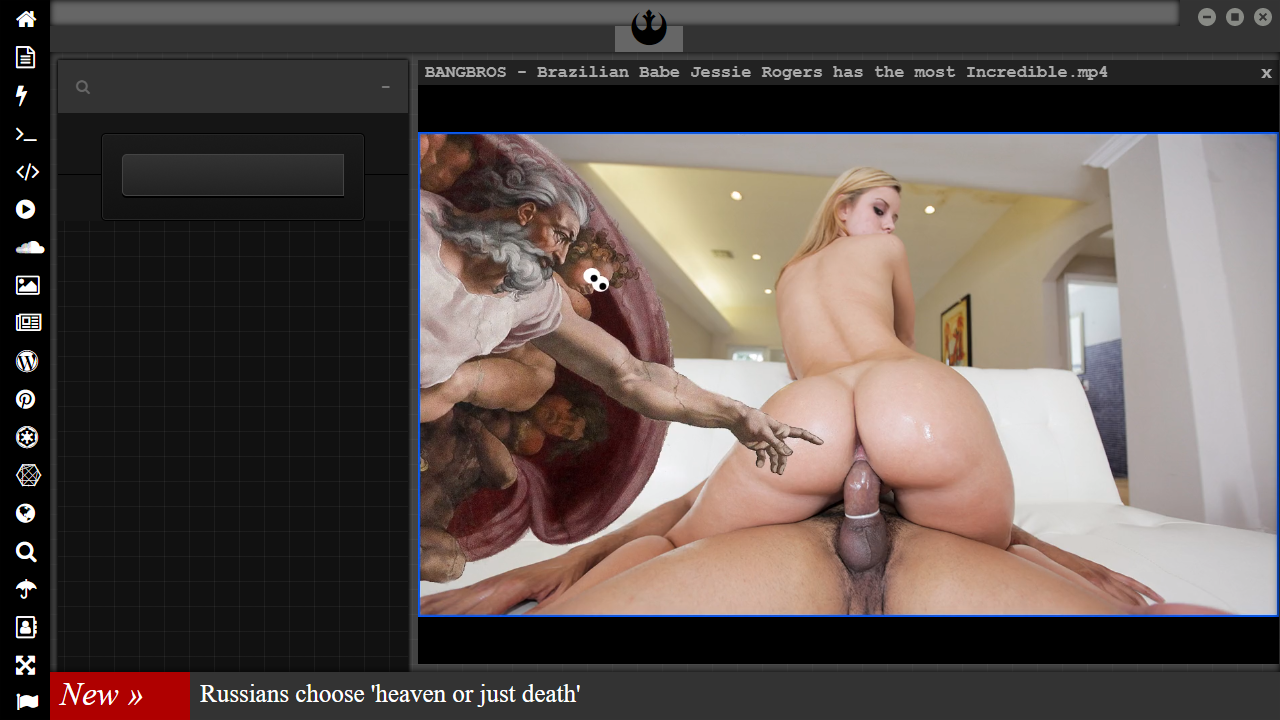 BANGBROS - Brazilian Babe Jessie Rogers has the most Incredible.mp4
x
New »
Russians choose 'heaven or just death'